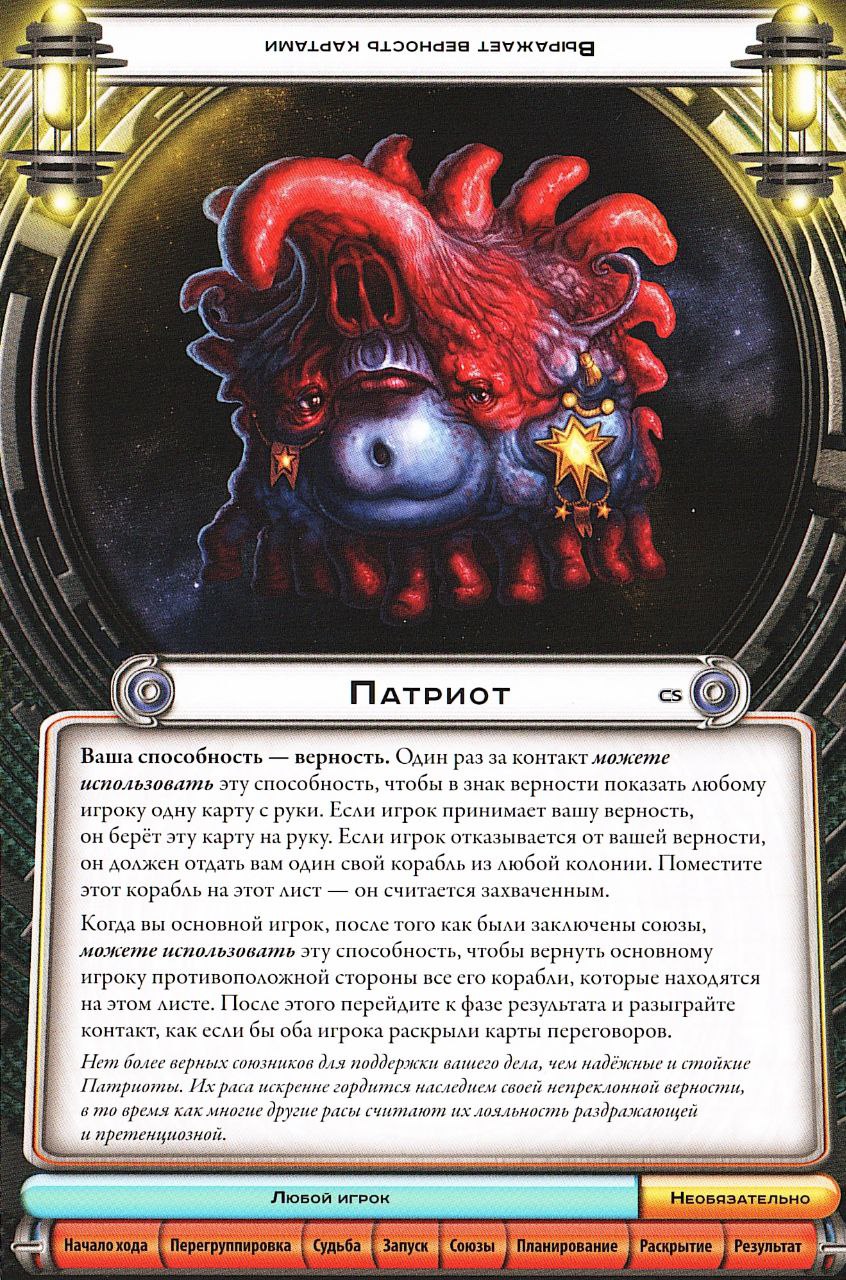 Выражает верность картами
Патриот
CS
Ваша способность — верность. Один раз за контакт можете
использовать эту способность, чтобы в знак верности показать любому
игроку одну карту с руки. Если игрок принимает вашу верность,
он берёт эту карту на руку. Если игрок отказывается от вашей верности,
он должен отдать вам один свой корабль из любой колонии. Поместите
этот корабль на этот лист — он считается захваченным.
Когда вы основной игрок, после того как были заключены союзы,
можете использовать эту способность, чтобы вернуть основному
игроку противоположной стороны все его корабли, которые находятся
на этом листе. После этого перейдите к фазе результата и разыграйте
контакт, как если бы оба игрока раскрыли карты переговоров.
Нет более верных союзников для поддержки вашего дела, чем надёжные и стойкие
Патриоты. Их раса искренне гордится наследием своей непреклонной верности,
в то время как многие другие расы считают их лояльность раздражающей
и претенциозной.
Любой игрок Необязательно
Начало хода Перегруппировка Судьба Запуск Союзы Планирование Раскрытие Результат